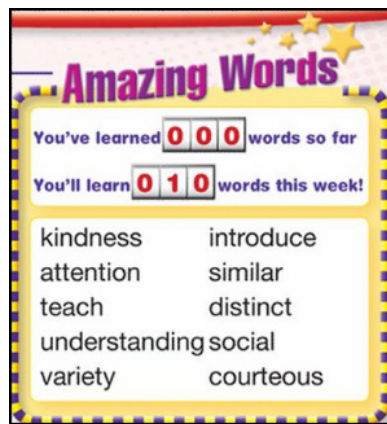 Amazing Words
You've learned 0 0 0 words so far
You'll learn 0 1 0 words this week!
kindness introduce
attention similar
teach distinct
understanding social
variety courteous